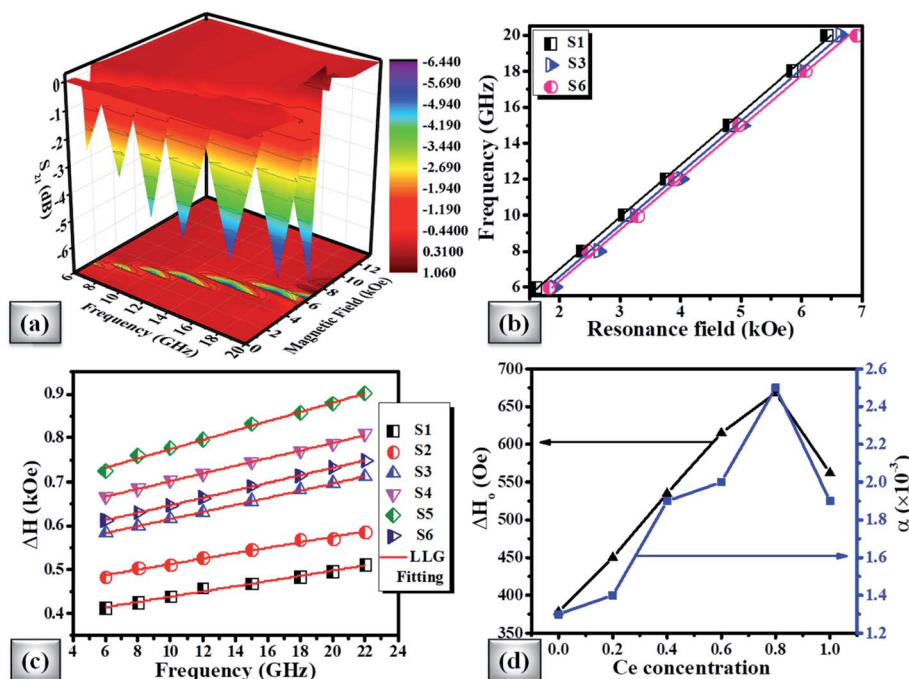 0
-.1
-.2
-.3
-.4
-.5
-.6
S21 (dB)
6
8
10
12
14
16
18
20
Frequency (GHz)
0
2
4
6
8
10
12
Magnetic Field (kOe)
-6.440
-5.690
-4.940
-4.190
-3.440
-2.690
-1.940
-1.190
-0.4400
0.3100
1.060
(a)
20
18
16
14
12
10
8
6
Frequency (GHz)
S1
S3
S6
2
3
4
5
6
7
Resonance field (kOe)
(b)
0.9
0.8
0.7
0.6
0.5
0.4
ΔH (kOe)
S1
S2
S3
S4
S5
S6
LLG
Fitting
4 6 8 10 12 14 16 18 20 22 24
Frequency (GHz)
(c)
700
650
600
550
500
450
400
350
ΔHo (Oe)
2.6
2.4
2.2
2.0
1.8
1.6
1.4
1.2
α (×10⁻³)
0.0 0.2 0.4 0.6 0.8 1.0
Ce concentration
(d)